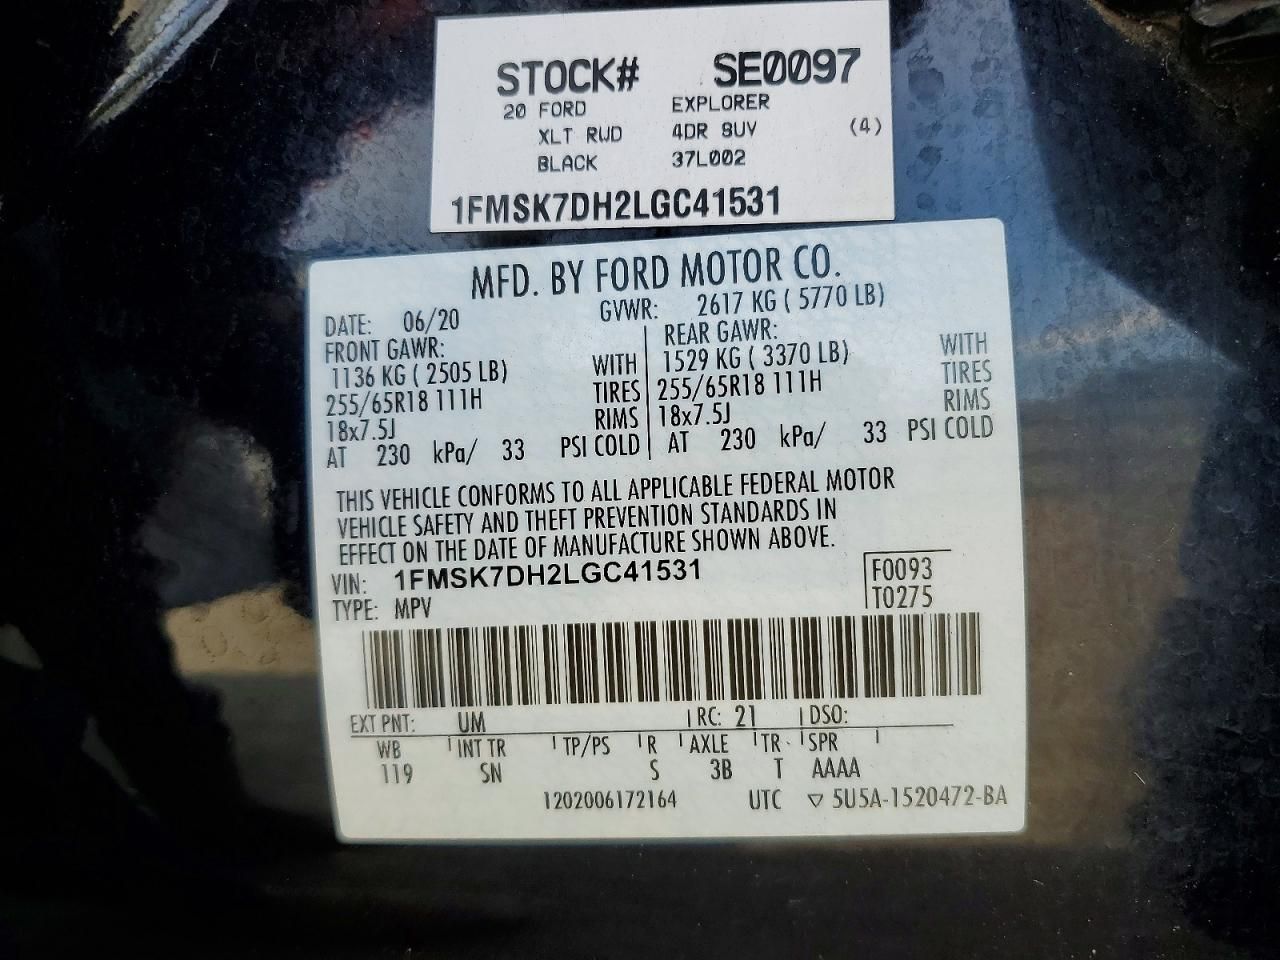 STOCK# SE0097
20 FORD EXPLORER
XLT RWD 4DR SUV (4)
BLACK 37L002
1FMSK7DH2LGC41531
MFD. BY FORD MOTOR CO.
DATE: 06/20 GVWR: 2617 KG ( 5770 LB)
FRONT GAWR: REAR GAWR:
1136 KG ( 2505 LB) WITH 1529 KG ( 3370 LB) WITH
255/65R18 111H TIRES 255/65R18 111H TIRES
18x7.5J RIMS 18x7.5J RIMS
AT 230 kPa/ 33 PSI COLD AT 230 kPa/ 33 PSI COLD
THIS VEHICLE CONFORMS TO ALL APPLICABLE FEDERAL MOTOR
VEHICLE SAFETY AND THEFT PREVENTION STANDARDS IN
EFFECT ON THE DATE OF MANUFACTURE SHOWN ABOVE.
VIN: 1FMSK7DH2LGC41531 F0093
TYPE: MPV T0275
EXT PNT: UM RC: 21 DSO:
WB INT TR TP/PS R AXLE TR SPR
119 SN S 3B T AAAA
1202006172164 UTC ▽ 5U5A-1520472-BA